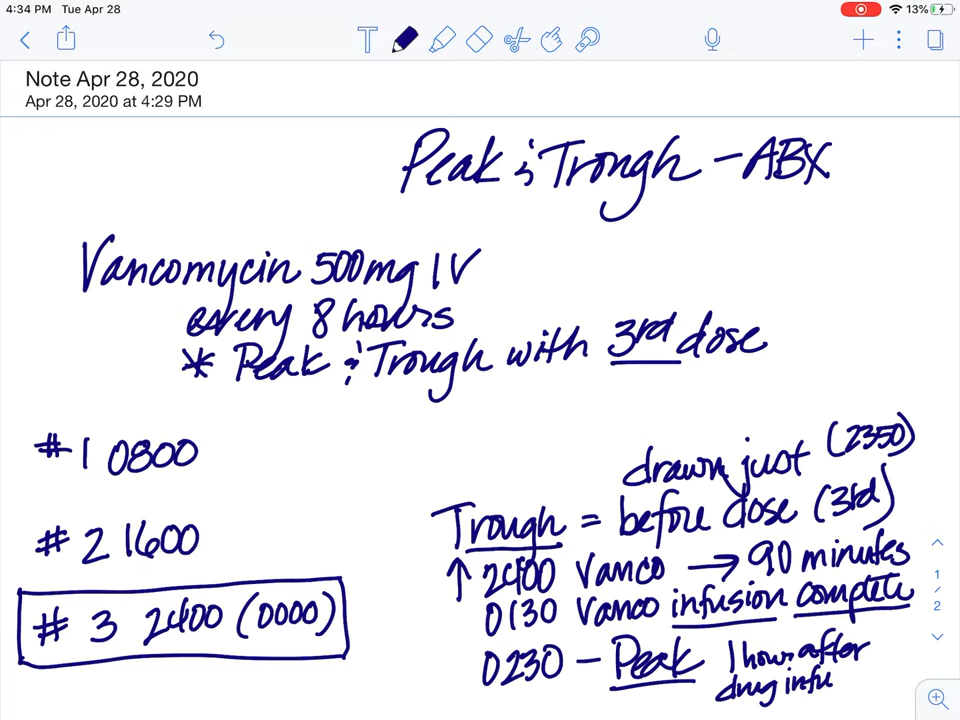 4:34 PM Tue Apr 28
13%
T
Note Apr 28, 2020
Apr 28, 2020 at 4:29 PM
Peak & Trough - ABX
Vancomycin 500mg IV
every 8 hours
* Peak & Trough with 3rd dose
#1 0800
#2 1600
#3 2400 (0000)
drawn just (2350)
Trough = before dose (3rd)
↑ 2400 Vanco → 90 minutes
0130 Vanco infusion complete
0230 - Peak 1 hour after
drug infu
1
2